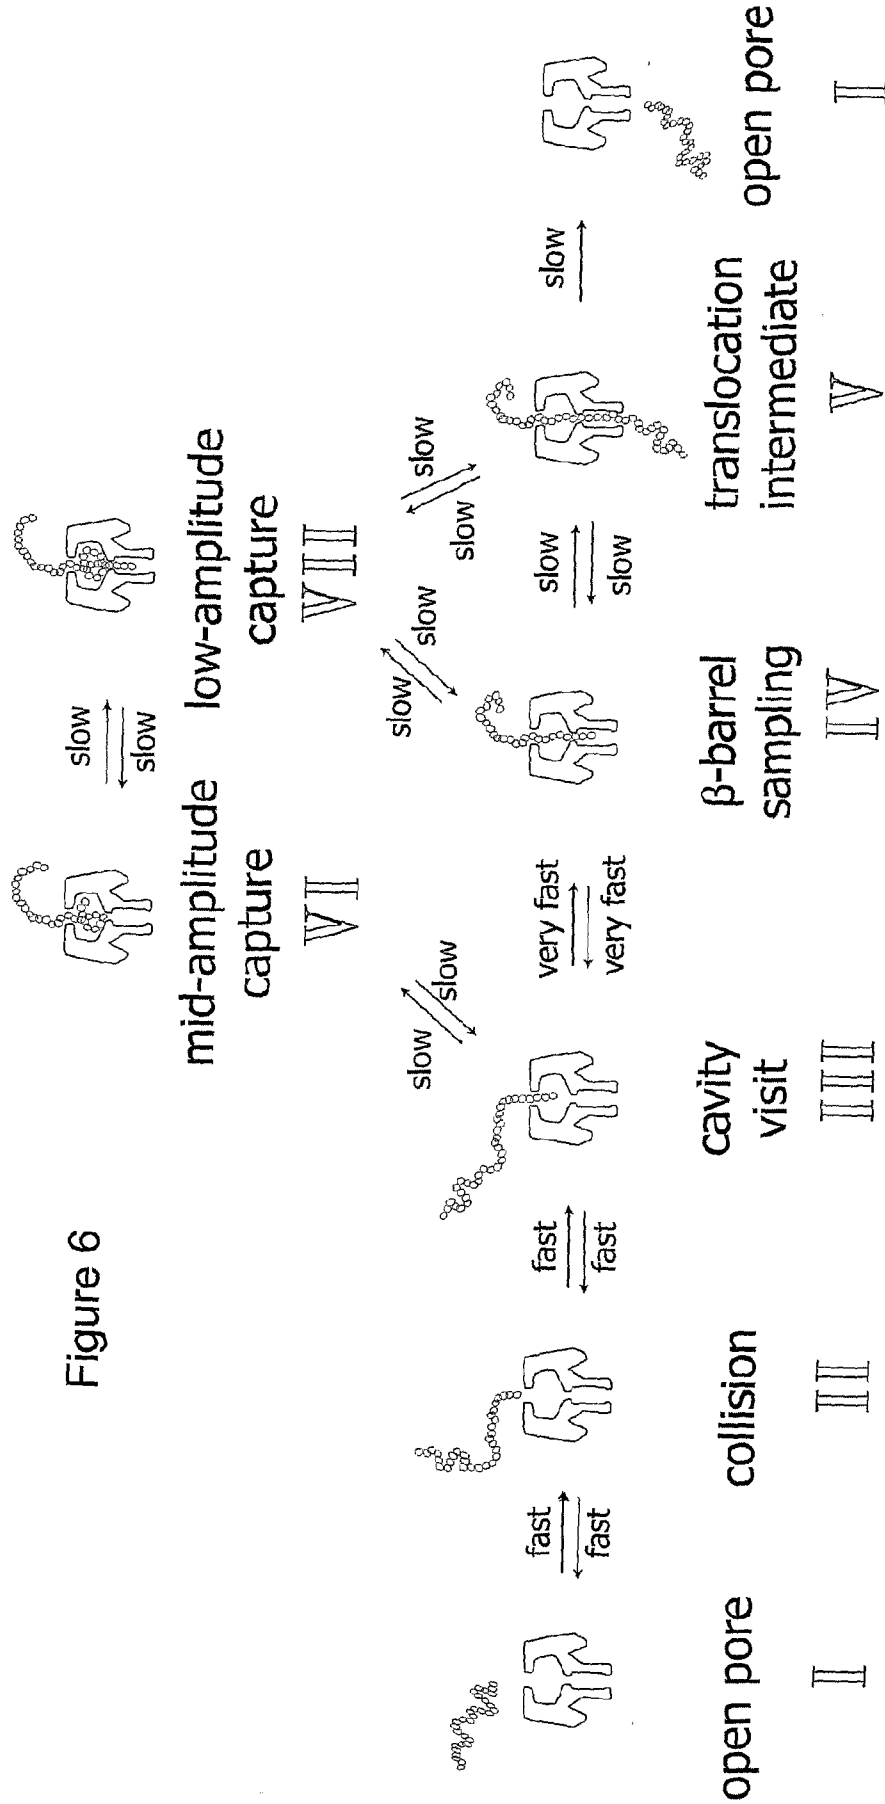 Figure 6
slow
slow
mid-amplitude
capture
VI
low-amplitude
capture
VII
slow
slow
slow
slow
slow
slow
fast
fast
fast
fast
very fast
very fast
slow
slow
slow
open pore
I
collision
II
cavity
visit
III
β-barrel
sampling
IV
translocation
intermediate
V
open pore
I